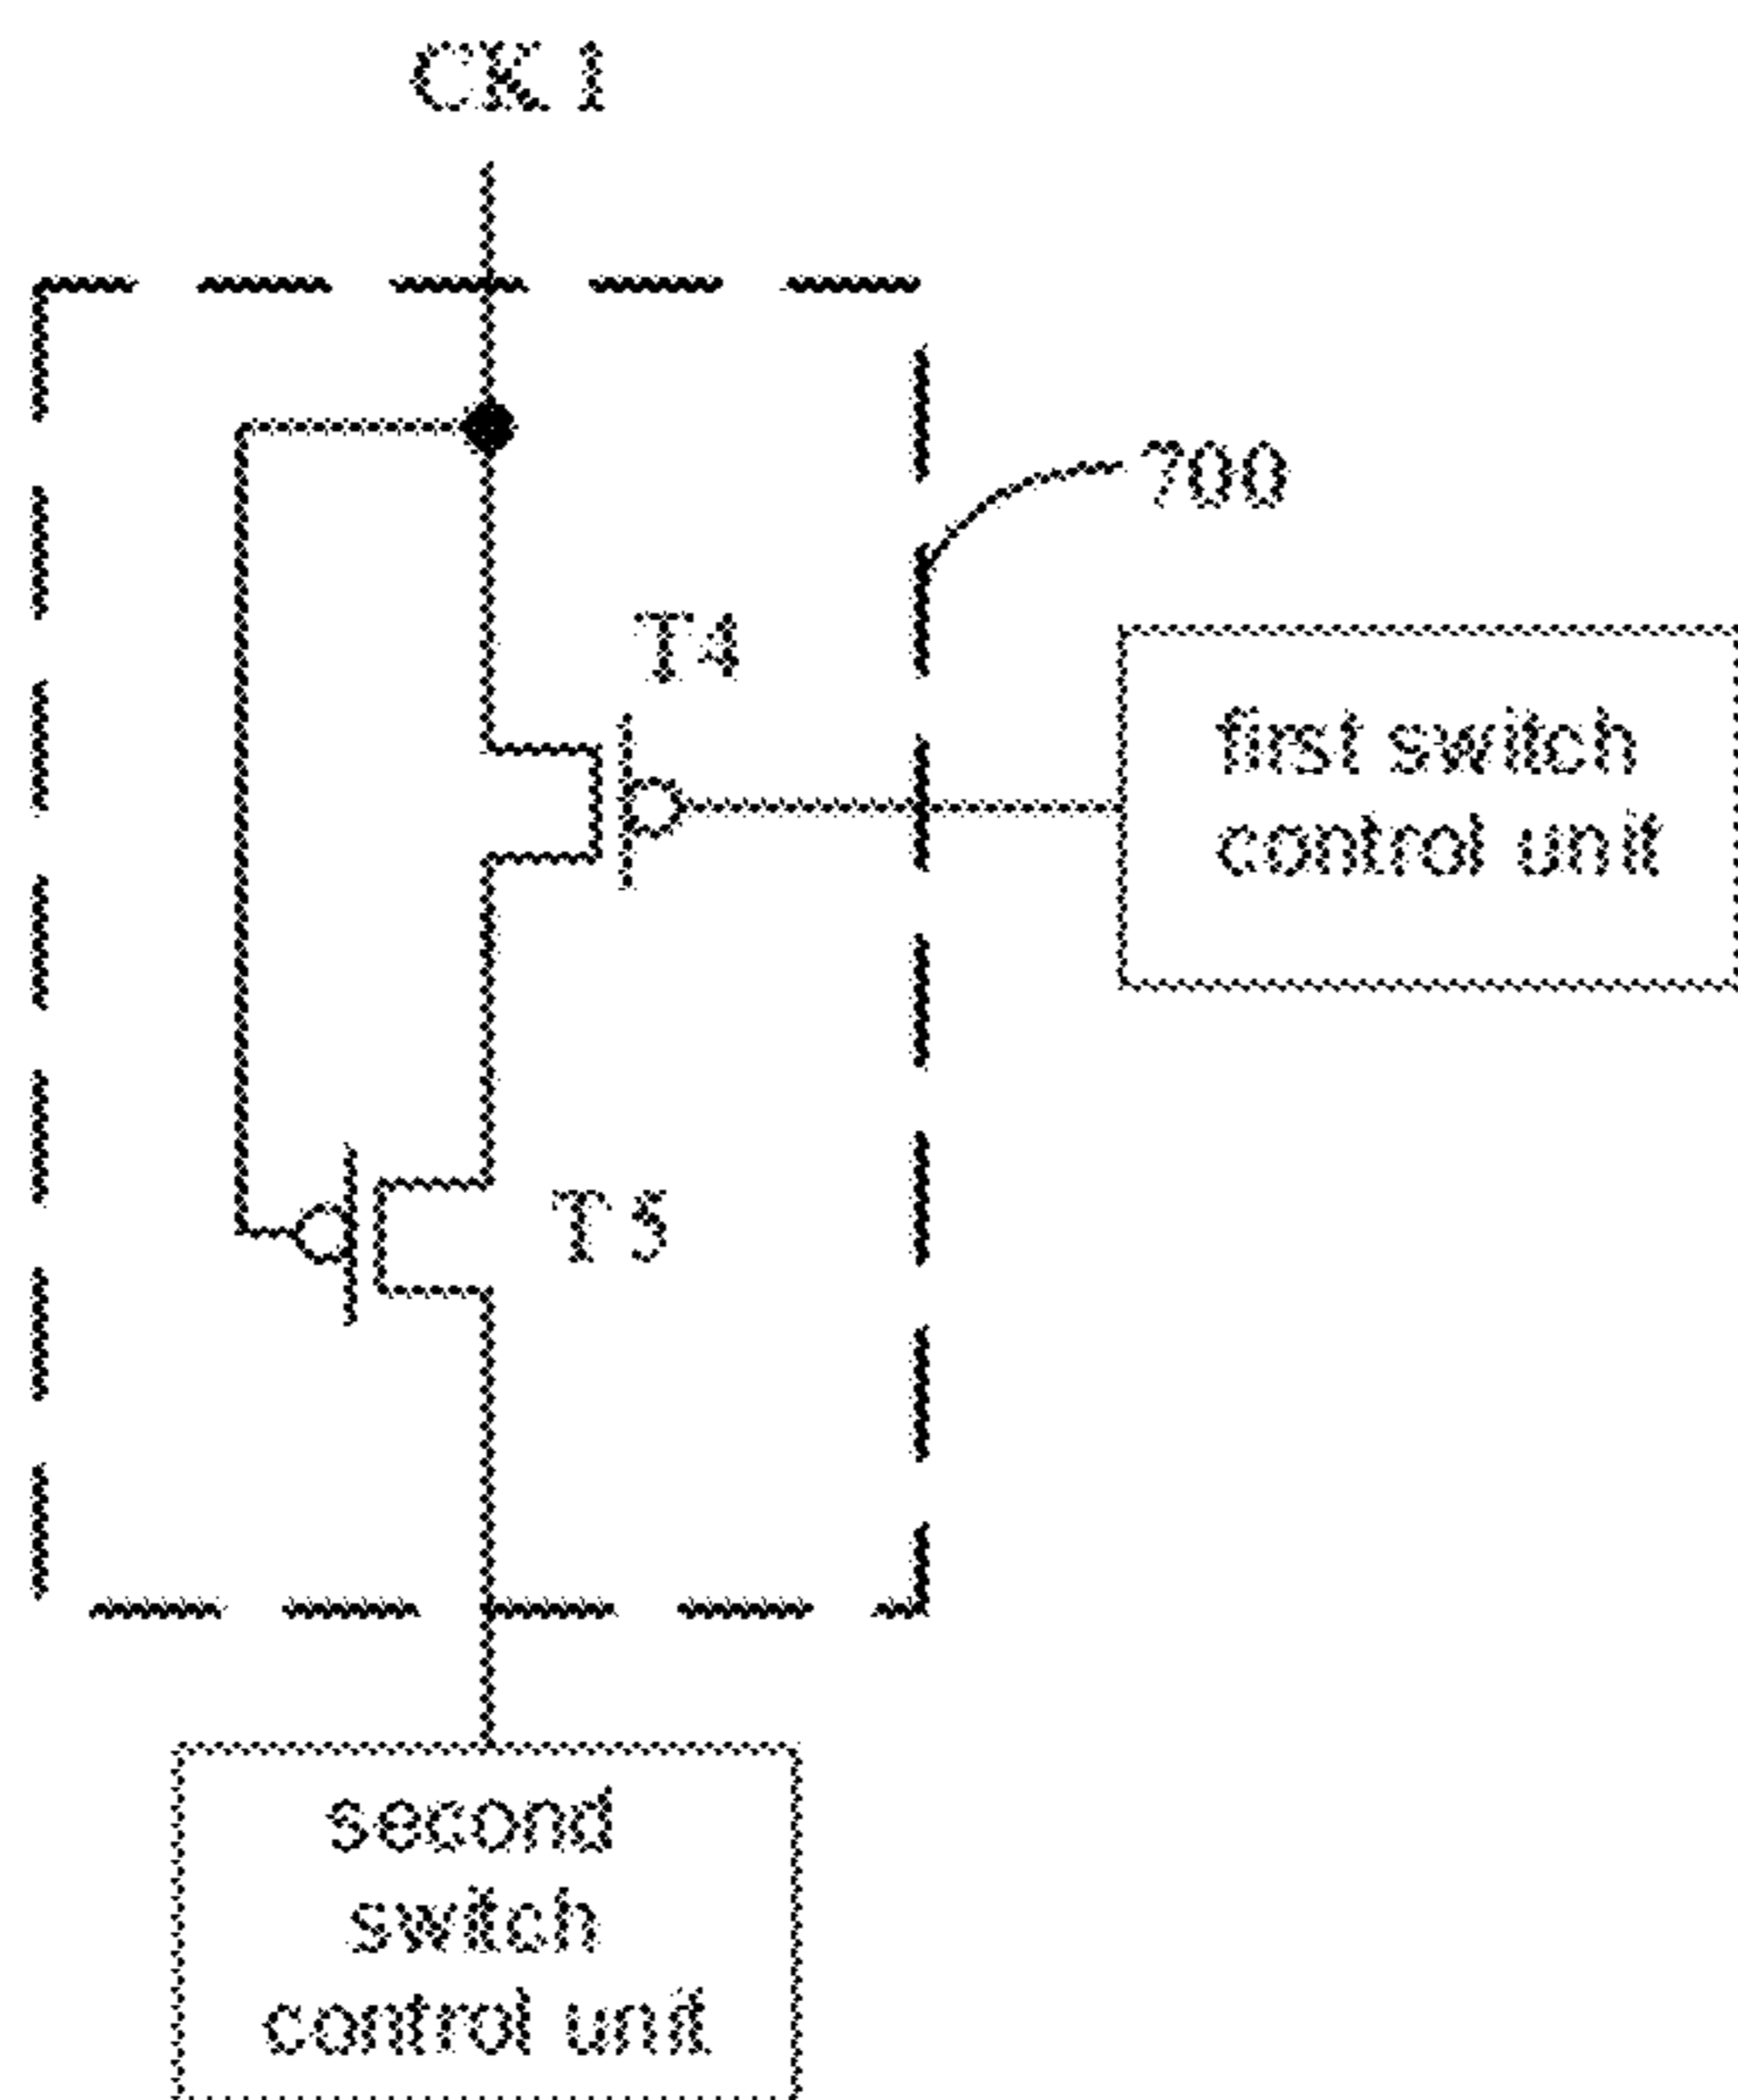 CK1
700
T4
first switch
control unit
T5
second
switch
control unit